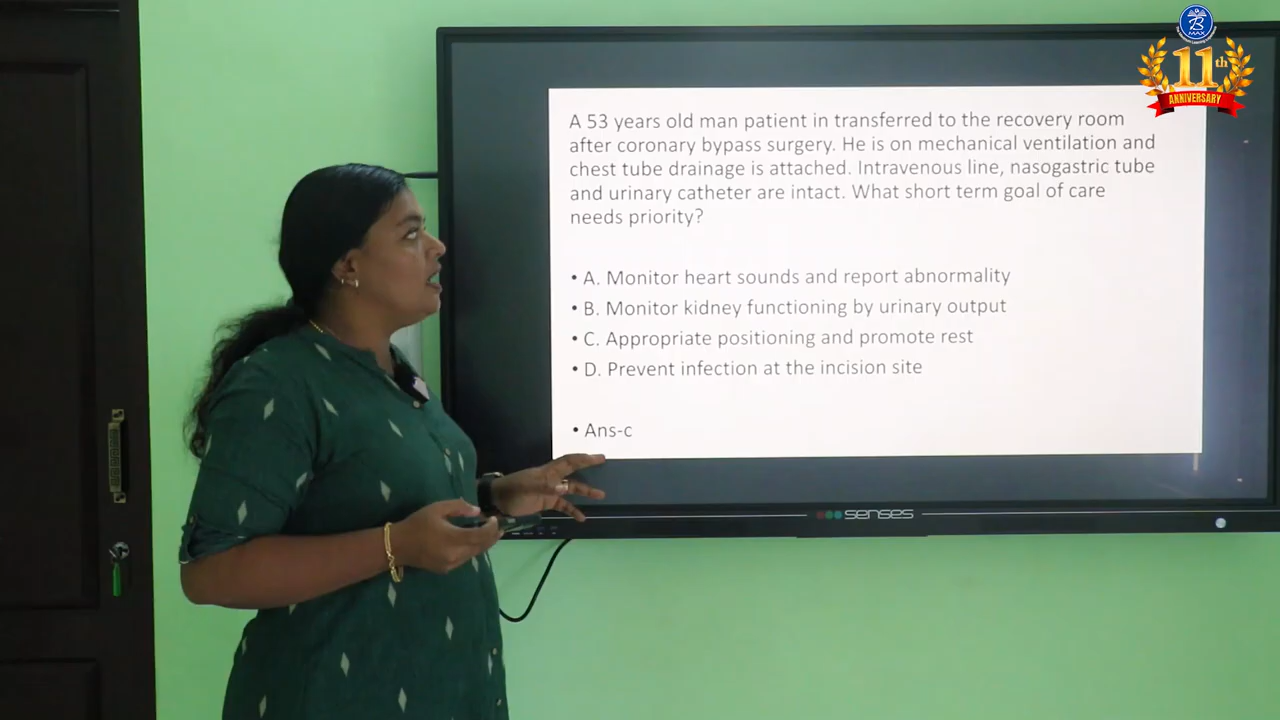 A 53 years old man patient in transferred to the recovery room
after coronary bypass surgery. He is on mechanical ventilation and
chest tube drainage is attached. Intravenous line, nasogastric tube
and urinary catheter are intact. What short term goal of care
needs priority?
• A. Monitor heart sounds and report abnormality
• B. Monitor kidney functioning by urinary output
• C. Appropriate positioning and promote rest
• D. Prevent infection at the incision site
• Ans-c
senses
B
MAX
11th
ANNIVERSARY